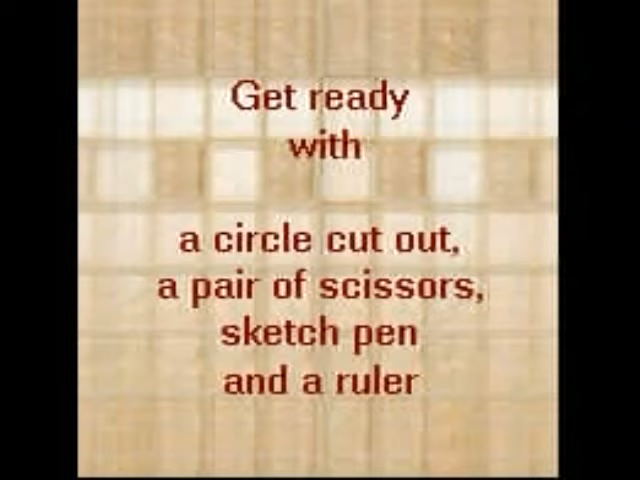 Get ready
with
a circle cut out,
a pair of scissors,
sketch pen
and a ruler